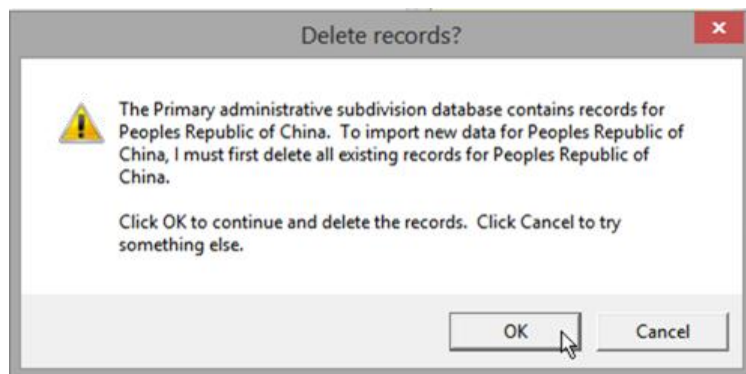 Delete records?
The Primary administrative subdivision database contains records for
Peoples Republic of China.  To import new data for Peoples Republic of
China, I must first delete all existing records for Peoples Republic of
China.
Click OK to continue and delete the records.  Click Cancel to try
something else.
OK
Cancel